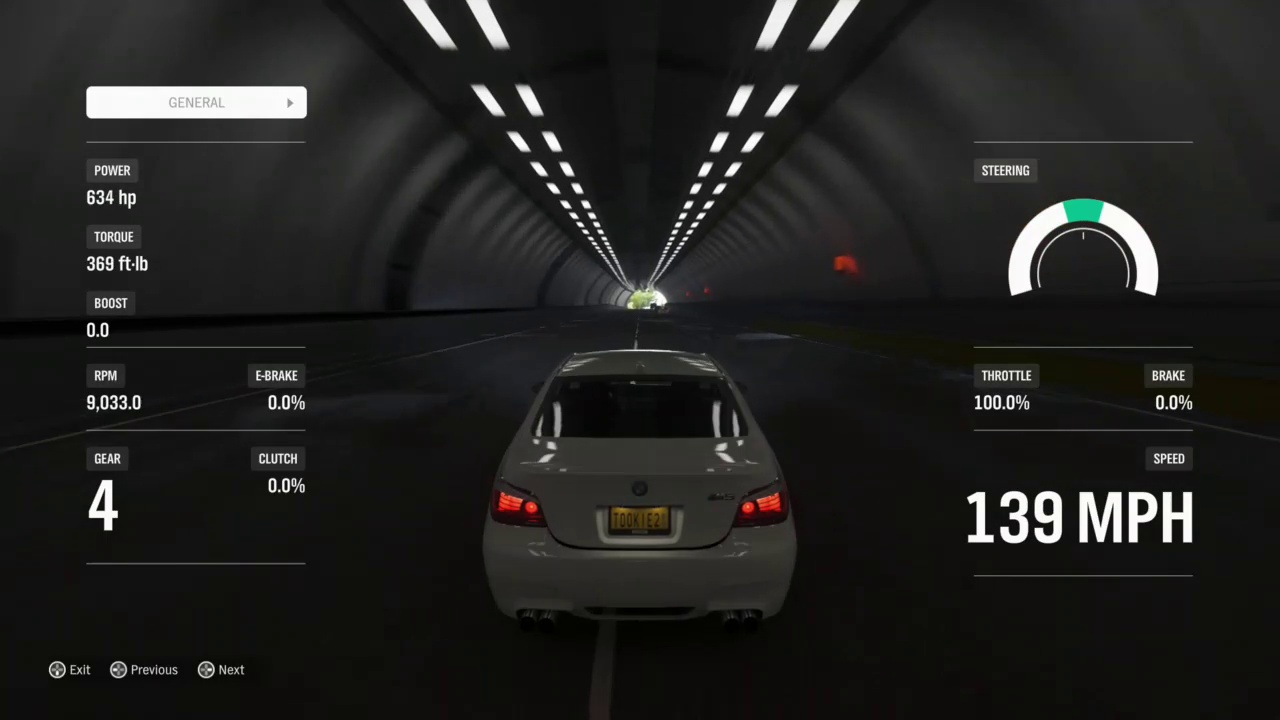 GENERAL
POWER
634 hp
TORQUE
369 ft·lb
BOOST
0.0
RPM
9,033.0
E-BRAKE
0.0%
GEAR
4
CLUTCH
0.0%
STEERING
THROTTLE
100.0%
BRAKE
0.0%
SPEED
139 MPH
M5
Exit
Previous
Next